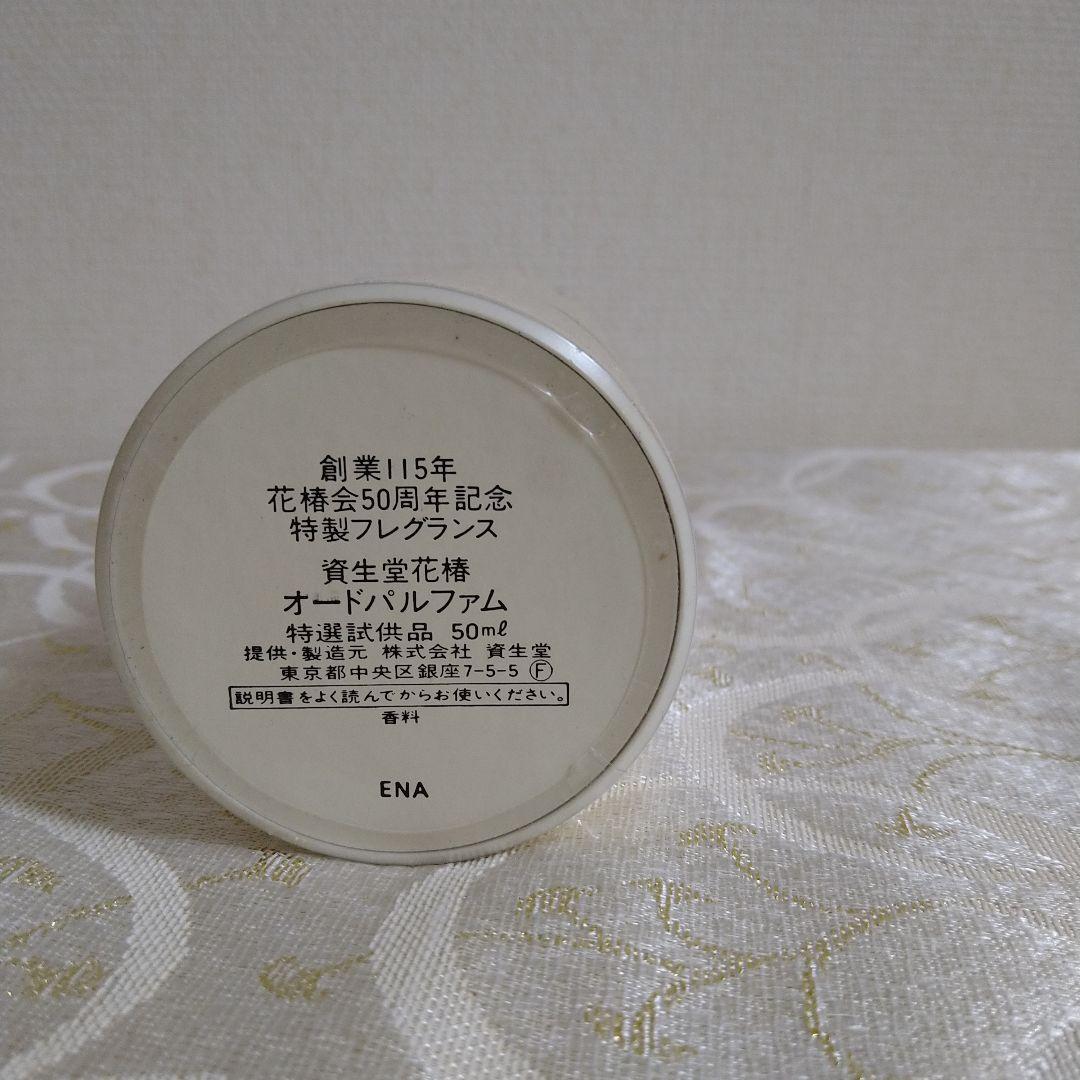 創業115年
花椿会50周年記念
特製フレグランス
資生堂花椿
オードパルファム
特選試供品 50ml
提供・製造元 株式会社 資生堂
東京都中央区銀座7-5-5 Ⓕ
説明書をよく読んでからお使いください。
香料
ENA